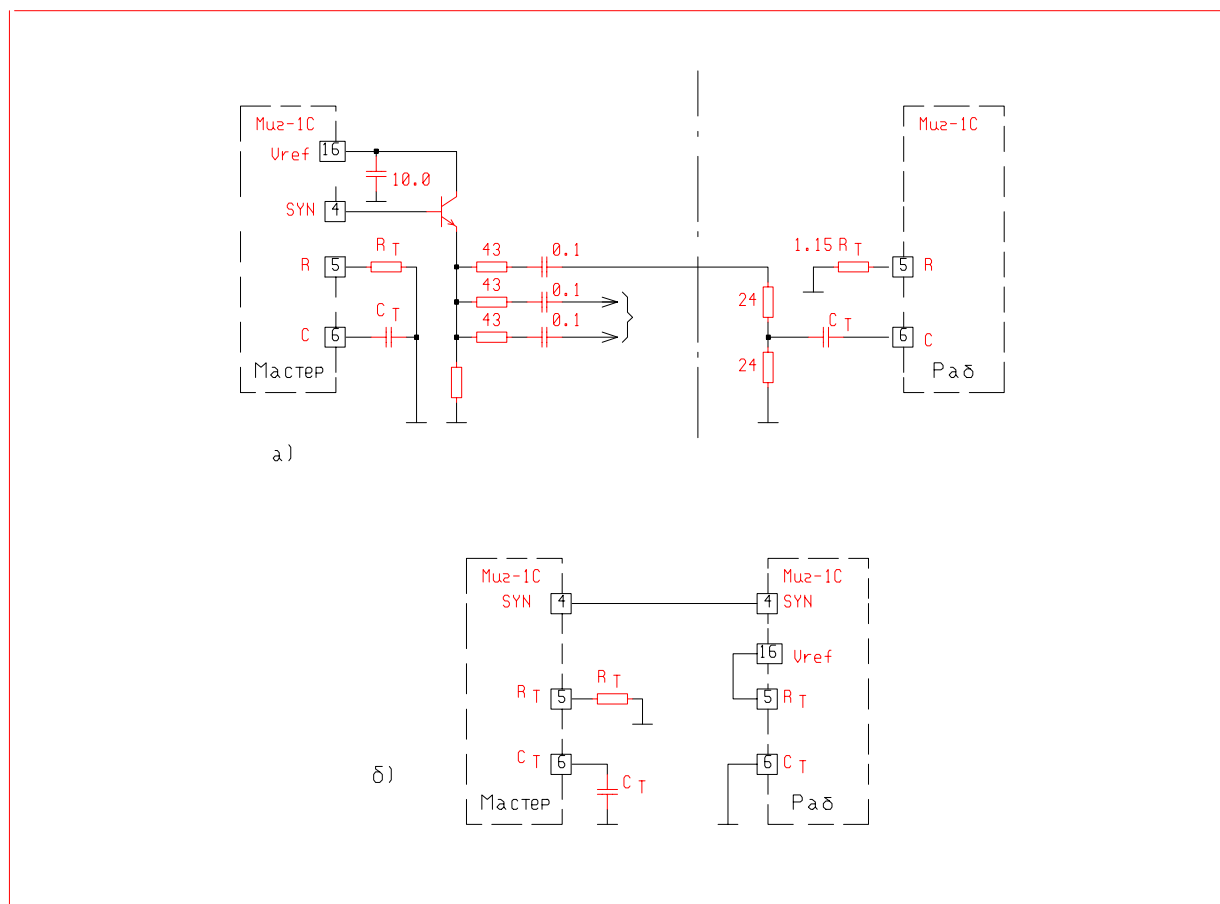 Миг-1С
Vref
16
10.0
SYN
4
R
5
R T
C
6
C T
Мастер
43
0.1
43
0.1
43
0.1
24
24
C T
1.15 R T
Миг-1С
5
R
6
C
Раб
а)
Миг-1С
SYN
4
R T
5
R T
C T
6
C T
Мастер
Миг-1С
4
SYN
16
Vref
5
R T
6
C T
Раб
б)